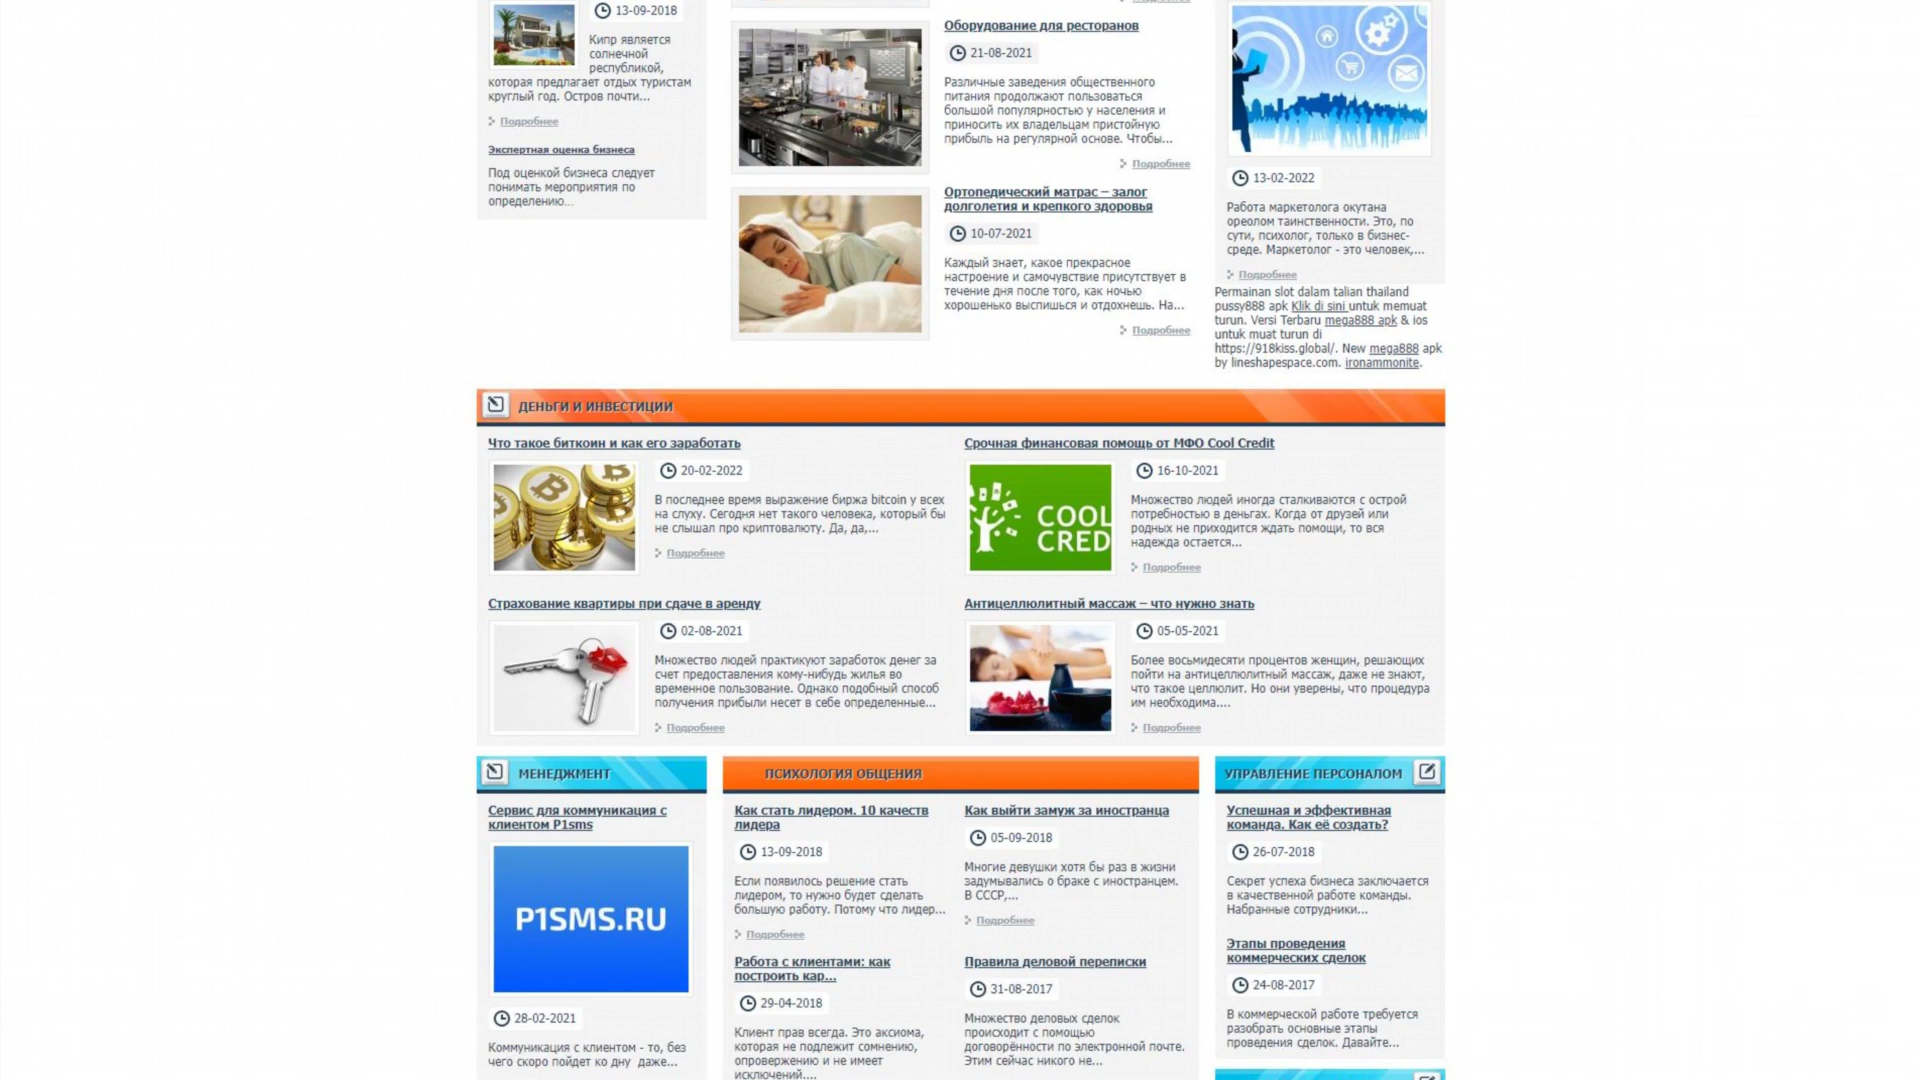 13-09-2018
Кипр является
солнечной
республикой,
которая предлагает отдых туристам
круглый год. Остров почти...
Подробнее
Экспертная оценка бизнеса
Под оценкой бизнеса следует
понимать мероприятия по
определению...
Оборудование для ресторанов
21-08-2021
Различные заведения общественного
питания продолжают пользоваться
большой популярностью у населения и
приносить их владельцам пристойную
прибыль на регулярной основе. Чтобы...
Подробнее
Ортопедический матрас – залог
долголетия и крепкого здоровья
10-07-2021
Каждый знает, какое прекрасное
настроение и самочувствие присутствует в
течение дня после того, как ночью
хорошенько выспишься и отдохнешь. На...
Подробнее
13-02-2022
Работа маркетолога окутана
ореолом таинственности. Это, по
сути, психолог, только в бизнес-
среде. Маркетолог - это человек,...
Подробнее
Permainan slot dalam talian thailand
pussy888 apk Klik di sini untuk memuat
turun. Versi Terbaru mega888 apk & ios
untuk muat turun di
https://918kiss.global/. New mega888 apk
by lineshapespace.com. ironammonite.
ДЕНЬГИ И ИНВЕСТИЦИИ
Что такое биткоин и как его заработать
20-02-2022
В последнее время выражение биржа bitcoin у всех
на слуху. Сегодня нет такого человека, который бы
не слышал про криптовалюту. Да, да,...
Подробнее
Срочная финансовая помощь от МФО Cool Credit
COOL
CRED
16-10-2021
Множество людей иногда сталкиваются с острой
потребностью в деньгах. Когда от друзей или
родных не приходится ждать помощи, то вся
надежда остается...
Подробнее
Страхование квартиры при сдаче в аренду
02-08-2021
Множество людей практикуют заработок денег за
счет предоставления кому-нибудь жилья во
временное пользование. Однако подобный способ
получения прибыли несет в себе определенные...
Подробнее
Антицеллюлитный массаж – что нужно знать
05-05-2021
Более восьмидесяти процентов женщин, решающих
пойти на антицеллюлитный массаж, даже не знают,
что такое целлюлит. Но они уверены, что процедура
им необходима....
Подробнее
МЕНЕДЖМЕНТ
Сервис для коммуникация с
клиентом P1sms
P1SMS.RU
28-02-2021
Коммуникация с клиентом - то, без
чего скоро пойдет ко дну даже...
ПСИХОЛОГИЯ ОБЩЕНИЯ
Как стать лидером. 10 качеств
лидера
13-09-2018
Если появилось решение стать
лидером, то нужно будет сделать
большую работу. Потому что лидер...
Подробнее
Работа с клиентами: как
построить кар...
29-04-2018
Клиент прав всегда. Это аксиома,
которая не подлежит сомнению,
опровержению и не имеет
исключений....
Как выйти замуж за иностранца
05-09-2018
Многие девушки хотя бы раз в жизни
задумывались о браке с иностранцем.
В СССР,...
Подробнее
Правила деловой переписки
31-08-2017
Множество деловых сделок
происходит с помощью
договорённости по электронной почте.
Этим сейчас никого не...
УПРАВЛЕНИЕ ПЕРСОНАЛОМ
Успешная и эффективная
команда. Как её создать?
26-07-2018
Секрет успеха бизнеса заключается
в качественной работе команды.
Набранные сотрудники...
Этапы проведения
коммерческих сделок
24-08-2017
В коммерческой работе требуется
разобрать основные этапы
проведения сделок. Давайте...